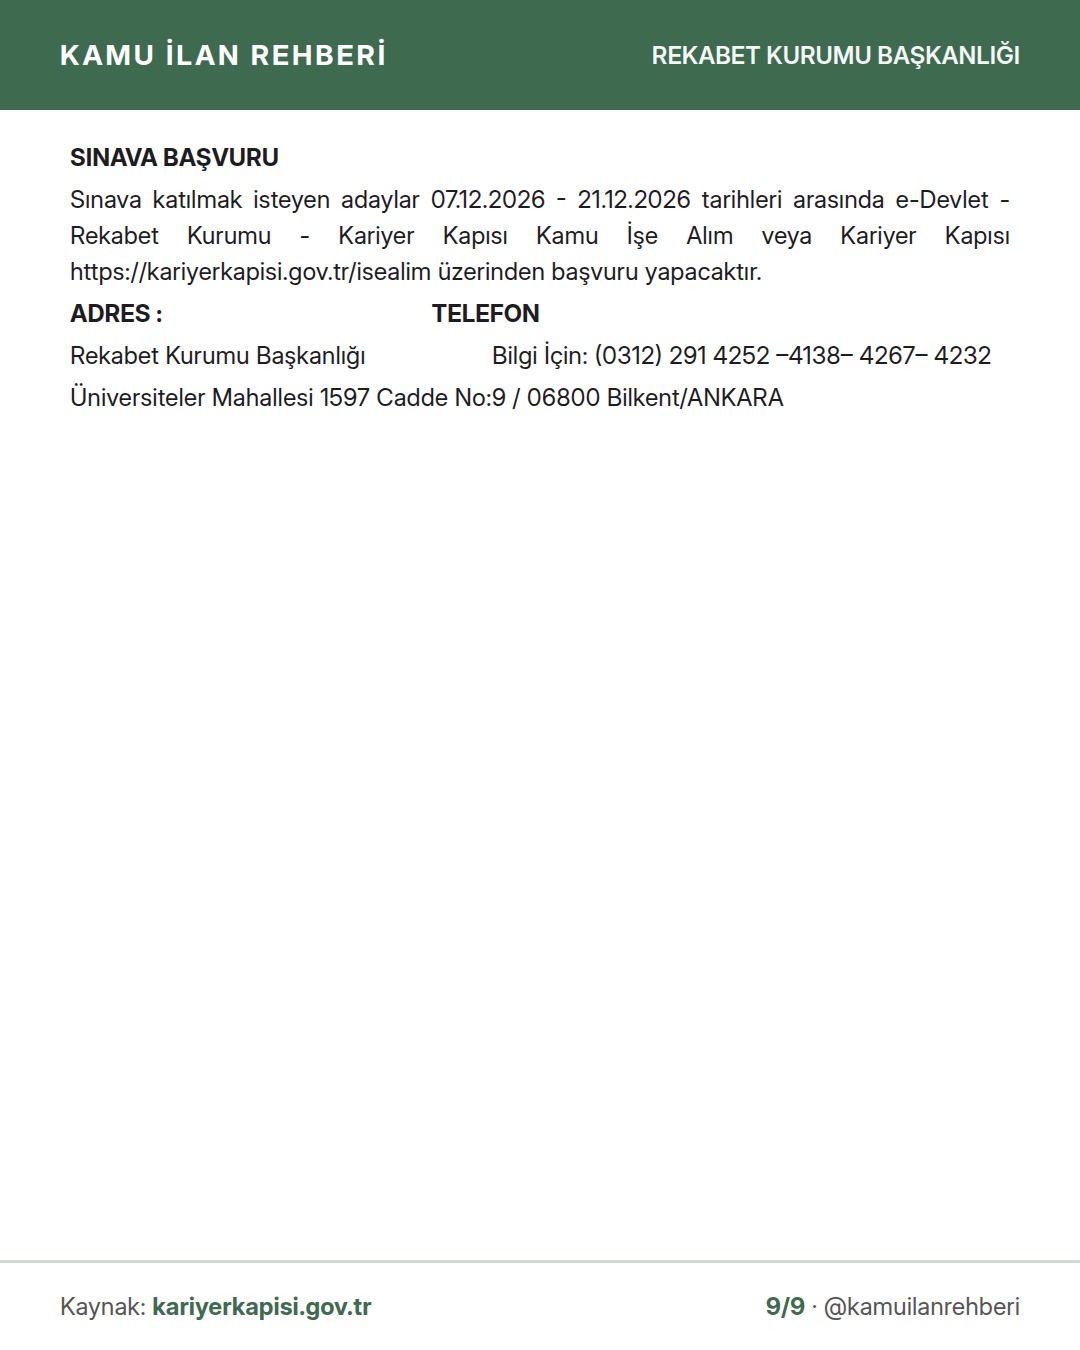 KAMU İLAN REHBERİ
REKABET KURUMU BAŞKANLIĞI
SINAVA BAŞVURU
Sınava katılmak isteyen adaylar 07.12.2026 - 21.12.2026 tarihleri arasında e-Devlet -
Rekabet Kurumu - Kariyer Kapısı Kamu İşe Alım veya Kariyer Kapısı
https://kariyerkapisi.gov.tr/isealim üzerinden başvuru yapacaktır.
ADRES : TELEFON
Rekabet Kurumu Başkanlığı Bilgi İçin: (0312) 291 4252 –4138– 4267– 4232
Üniversiteler Mahallesi 1597 Cadde No:9 / 06800 Bilkent/ANKARA
Kaynak: kariyerkapisi.gov.tr
9/9 · @kamuilanrehberi